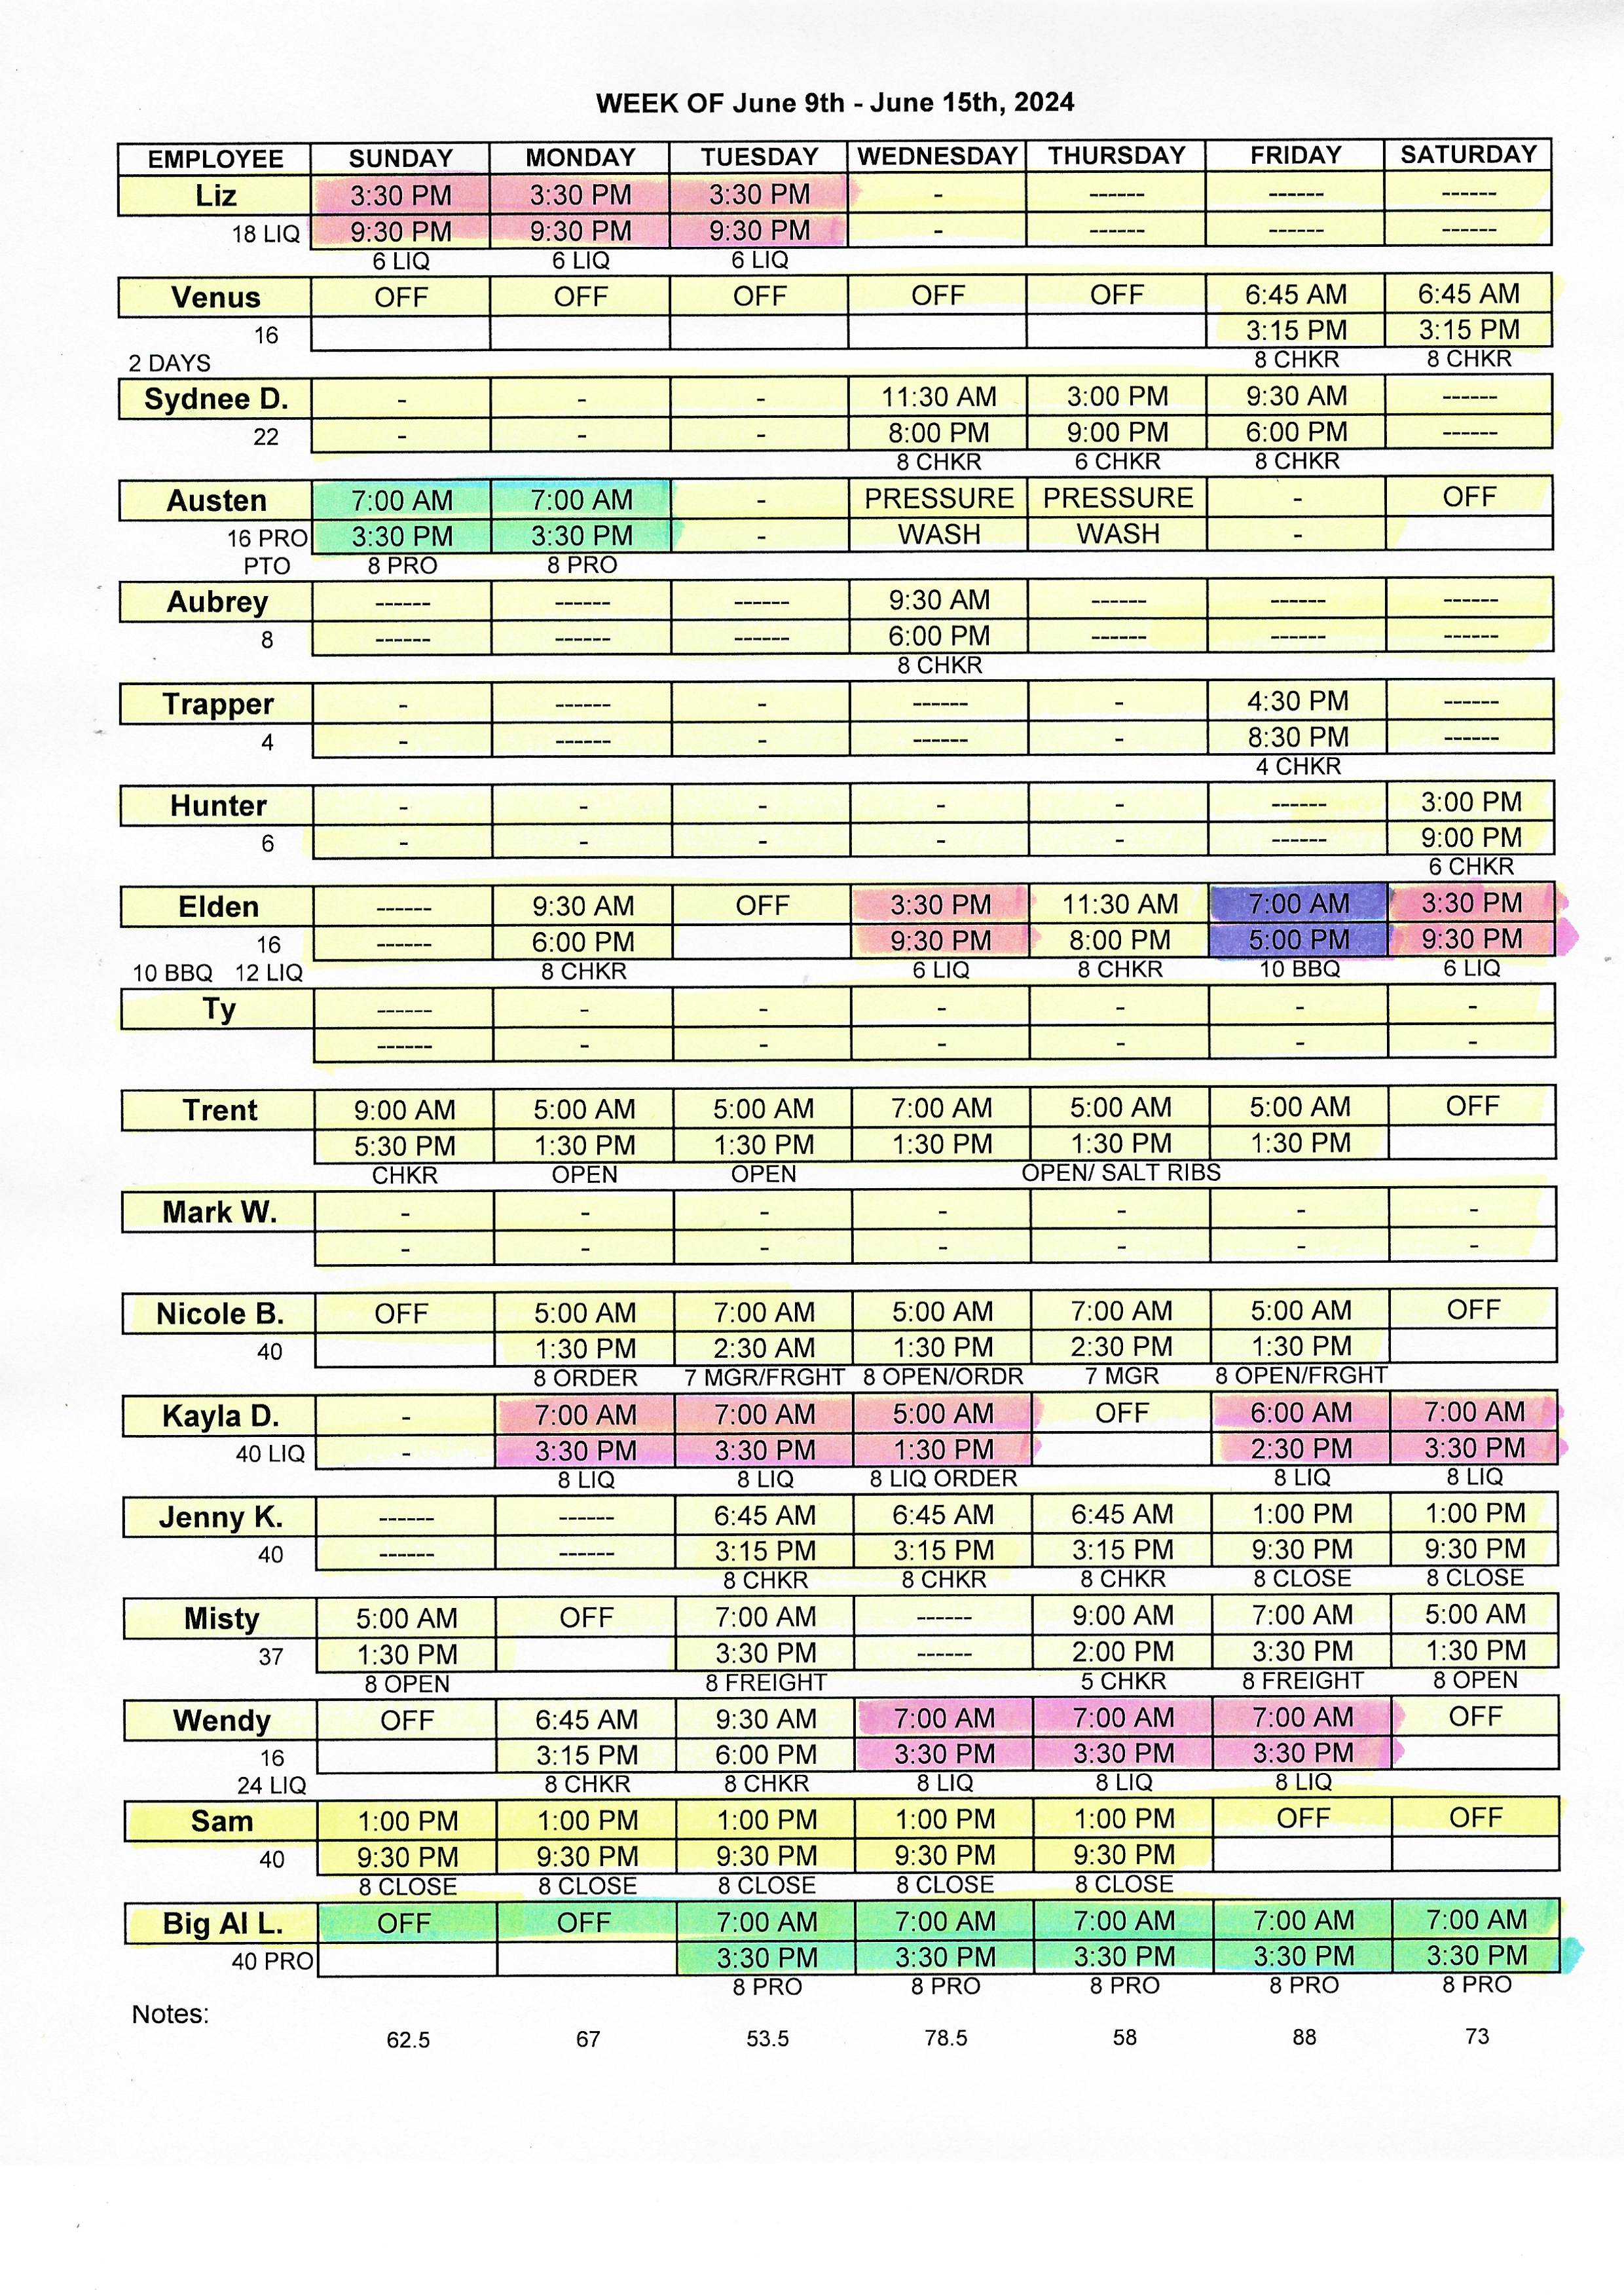 WEEK OF June 9th - June 15th, 2024
EMPLOYEE SUNDAY MONDAY TUESDAY WEDNESDAY THURSDAY FRIDAY SATURDAY
Liz 3:30 PM 3:30 PM 3:30 PM - ------ ------ ------
18 LIQ 9:30 PM 9:30 PM 9:30 PM - ------ ------ ------
6 LIQ 6 LIQ 6 LIQ
Venus OFF OFF OFF OFF OFF 6:45 AM 6:45 AM
16 3:15 PM 3:15 PM
2 DAYS 8 CHKR 8 CHKR
Sydnee D. - - - 11:30 AM 3:00 PM 9:30 AM ------
22 - - - 8:00 PM 9:00 PM 6:00 PM ------
8 CHKR 6 CHKR 8 CHKR
Austen 7:00 AM 7:00 AM - PRESSURE PRESSURE - OFF
16 PRO 3:30 PM 3:30 PM - WASH WASH -
PTO 8 PRO 8 PRO
Aubrey ------ ------ ------ 9:30 AM ------ ------ ------
8 ------ ------ ------ 6:00 PM ------ ------ ------
8 CHKR
Trapper - ------ - ------ - 4:30 PM ------
4 - ------ - ------ - 8:30 PM ------
4 CHKR
Hunter - - - - - ------ 3:00 PM
6 - - - - - ------ 9:00 PM
6 CHKR
Elden ------ 9:30 AM OFF 3:30 PM 11:30 AM 7:00 AM 3:30 PM
16 ------ 6:00 PM 9:30 PM 8:00 PM 5:00 PM 9:30 PM
10 BBQ 12 LIQ 8 CHKR 6 LIQ 8 CHKR 10 BBQ 6 LIQ
Ty ------ - - - - - -
------ - - - - - -
Trent 9:00 AM 5:00 AM 5:00 AM 7:00 AM 5:00 AM 5:00 AM OFF
5:30 PM 1:30 PM 1:30 PM 1:30 PM 1:30 PM 1:30 PM
CHKR OPEN OPEN OPEN/ SALT RIBS
Mark W. - - - - - - -
- - - - - - -
Nicole B. OFF 5:00 AM 7:00 AM 5:00 AM 7:00 AM 5:00 AM OFF
40 1:30 PM 2:30 AM 1:30 PM 2:30 PM 1:30 PM
8 ORDER 7 MGR/FRGHT 8 OPEN/ORDR 7 MGR 8 OPEN/FRGHT
Kayla D. - 7:00 AM 7:00 AM 5:00 AM OFF 6:00 AM 7:00 AM
40 LIQ - 3:30 PM 3:30 PM 1:30 PM 2:30 PM 3:30 PM
8 LIQ 8 LIQ 8 LIQ ORDER 8 LIQ 8 LIQ
Jenny K. ------ ------ 6:45 AM 6:45 AM 6:45 AM 1:00 PM 1:00 PM
40 ------ ------ 3:15 PM 3:15 PM 3:15 PM 9:30 PM 9:30 PM
8 CHKR 8 CHKR 8 CHKR 8 CLOSE 8 CLOSE
Misty 5:00 AM OFF 7:00 AM ------ 9:00 AM 7:00 AM 5:00 AM
37 1:30 PM 3:30 PM ------ 2:00 PM 3:30 PM 1:30 PM
8 OPEN 8 FREIGHT 5 CHKR 8 FREIGHT 8 OPEN
Wendy OFF 6:45 AM 9:30 AM 7:00 AM 7:00 AM 7:00 AM OFF
16 3:15 PM 6:00 PM 3:30 PM 3:30 PM 3:30 PM
24 LIQ 8 CHKR 8 CHKR 8 LIQ 8 LIQ 8 LIQ
Sam 1:00 PM 1:00 PM 1:00 PM 1:00 PM 1:00 PM OFF OFF
40 9:30 PM 9:30 PM 9:30 PM 9:30 PM 9:30 PM
8 CLOSE 8 CLOSE 8 CLOSE 8 CLOSE 8 CLOSE
Big Al L. OFF OFF 7:00 AM 7:00 AM 7:00 AM 7:00 AM 7:00 AM
40 PRO 3:30 PM 3:30 PM 3:30 PM 3:30 PM 3:30 PM
8 PRO 8 PRO 8 PRO 8 PRO 8 PRO
Notes:
62.5 67 53.5 78.5 58 88 73